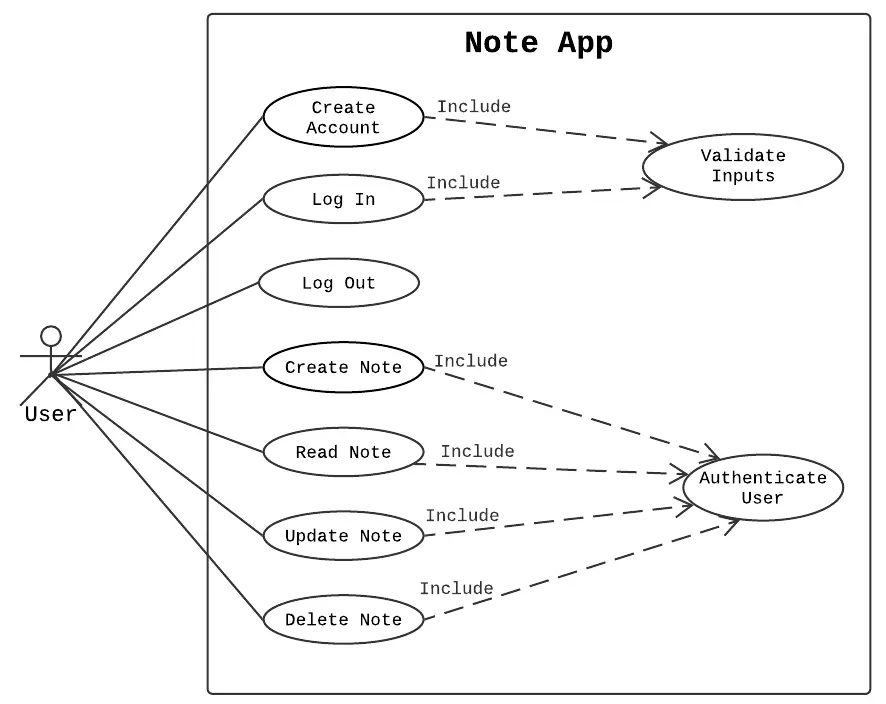 Note App
Create
Account
Include
Validate
Inputs
Log In
Include
Log Out
User
Create Note
Include
Read Note
Include
Authenticate
User
Update Note
Include
Delete Note
Include